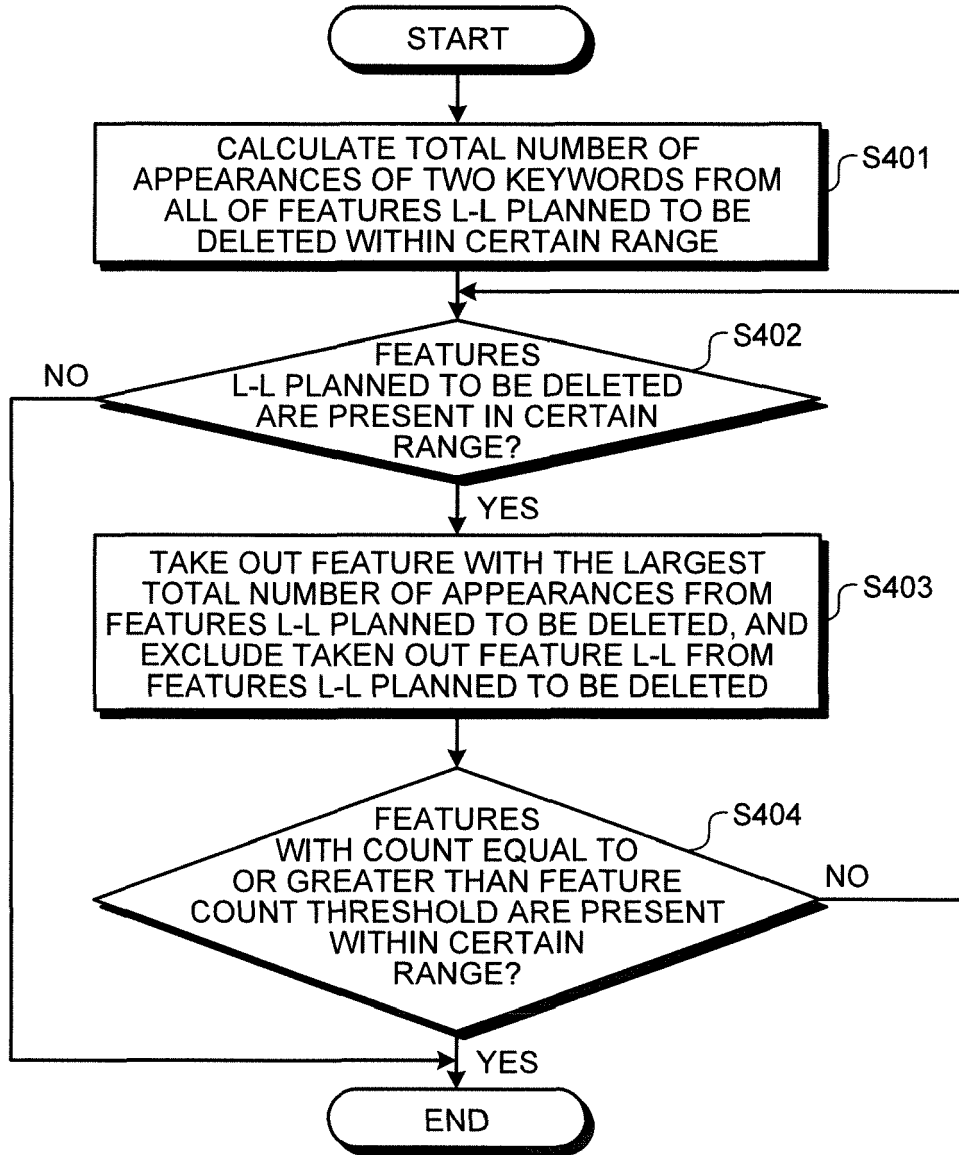 START
CALCULATE TOTAL NUMBER OF
APPEARANCES OF TWO KEYWORDS FROM
ALL OF FEATURES L-L PLANNED TO BE
DELETED WITHIN CERTAIN RANGE
S401
FEATURES
L-L PLANNED TO BE DELETED
ARE PRESENT IN CERTAIN
RANGE?
S402
NO
YES
TAKE OUT FEATURE WITH THE LARGEST
TOTAL NUMBER OF APPEARANCES FROM
FEATURES L-L PLANNED TO BE DELETED, AND
EXCLUDE TAKEN OUT FEATURE L-L FROM
FEATURES L-L PLANNED TO BE DELETED
S403
FEATURES
WITH COUNT EQUAL TO
OR GREATER THAN FEATURE
COUNT THRESHOLD ARE PRESENT
WITHIN CERTAIN
RANGE?
S404
NO
YES
END